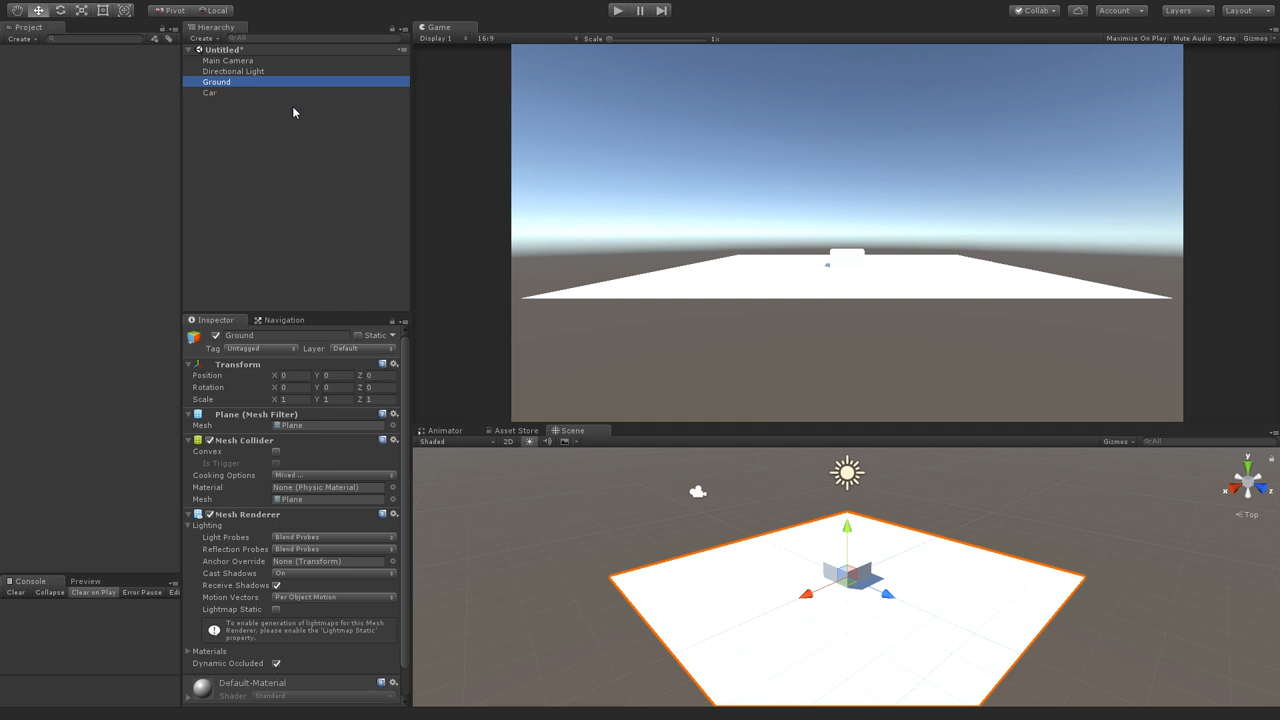 Pivot Local
Collab Account Layers Layout
Project
Create
Hierarchy
Create All
Untitled*
Main Camera
Directional Light
Ground
Car
Game
Display 1 16:9 Scale 1x Maximize On Play Mute Audio Stats Gizmos
Inspector Navigation
Ground Static
Tag Untagged Layer Default
Transform
Position X 0 Y 0 Z 0
Rotation X 0 Y 0 Z 0
Scale X 1 Y 1 Z 1
Plane (Mesh Filter)
Mesh Plane
Mesh Collider
Convex
Is Trigger
Cooking Options Mixed ...
Material None (Physic Material)
Mesh Plane
Mesh Renderer
Lighting
Light Probes Blend Probes
Reflection Probes Blend Probes
Anchor Override None (Transform)
Cast Shadows On
Receive Shadows
Motion Vectors Per Object Motion
Lightmap Static
To enable generation of lightmaps for this Mesh
Renderer, please enable the 'Lightmap Static'
property.
Materials
Dynamic Occluded
Default-Material
Shader Standard
Console Preview
Clear Collapse Clear on Play Error Pause Edi
Animator Asset Store Scene
Shaded 2D Gizmos All
y
x z
Top